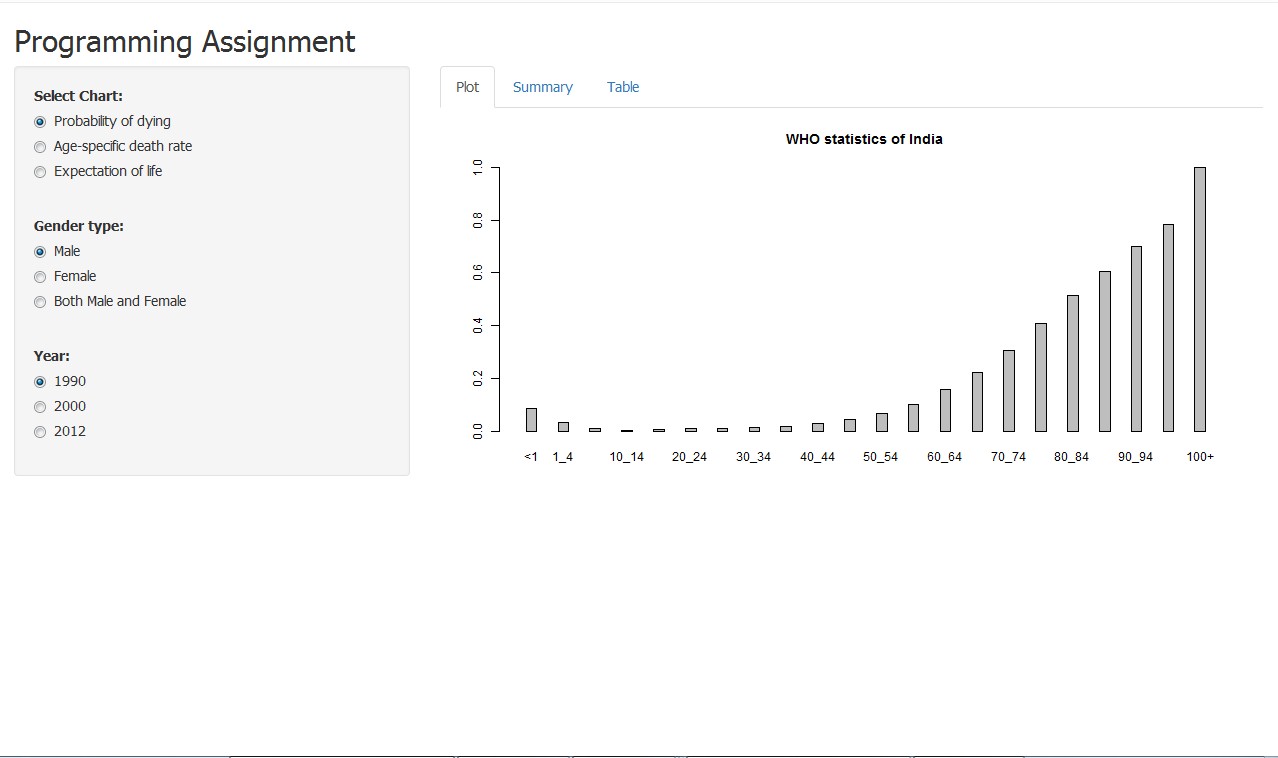 Programming Assignment
Select Chart:
Probability of dying
Age-specific death rate
Expectation of life
Gender type:
Male
Female
Both Male and Female
Year:
1990
2000
2012
Plot Summary Table
WHO statistics of India
1.0
0.8
0.6
0.4
0.2
0.0
<1 1_4 10_14 20_24 30_34 40_44 50_54 60_64 70_74 80_84 90_94 100+